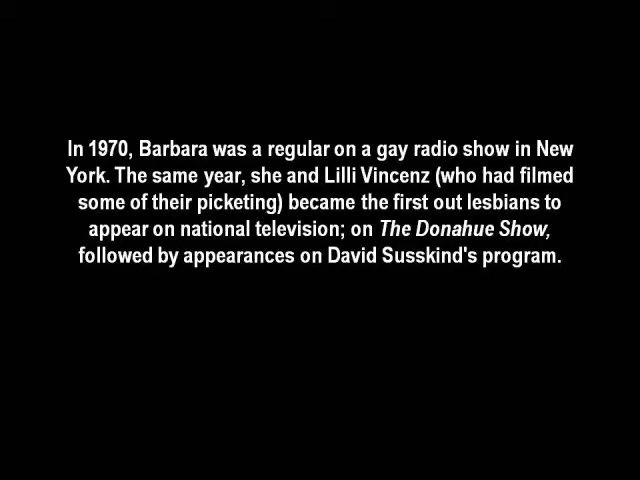 In 1970, Barbara was a regular on a gay radio show in New
York. The same year, she and Lilli Vincenz (who had filmed
some of their picketing) became the first out lesbians to
appear on national television; on The Donahue Show,
followed by appearances on David Susskind's program.